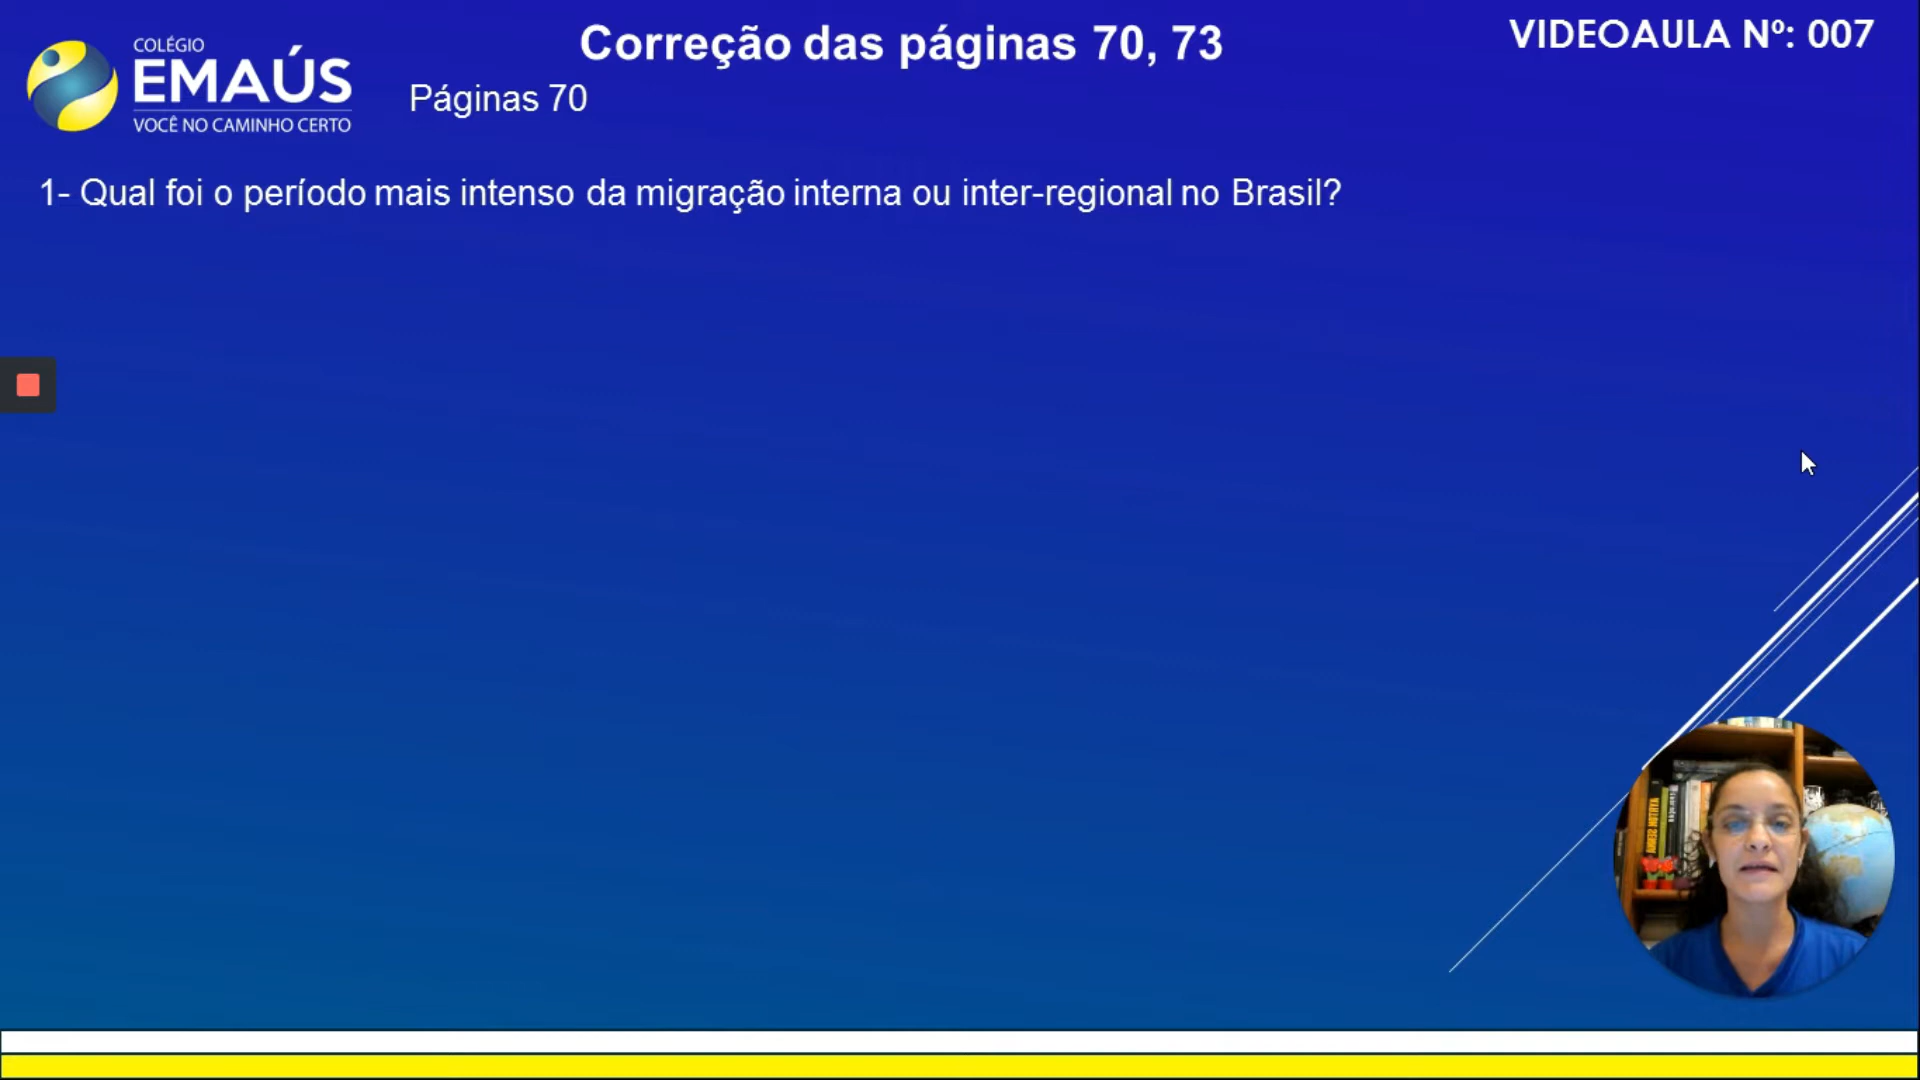 Correção das páginas 70, 73
VIDEOAULA Nº: 007
COLÉGIO
EMAÚS
VOCÊ NO CAMINHO CERTO
Páginas 70
1- Qual foi o período mais intenso da migração interna ou inter-regional no Brasil?